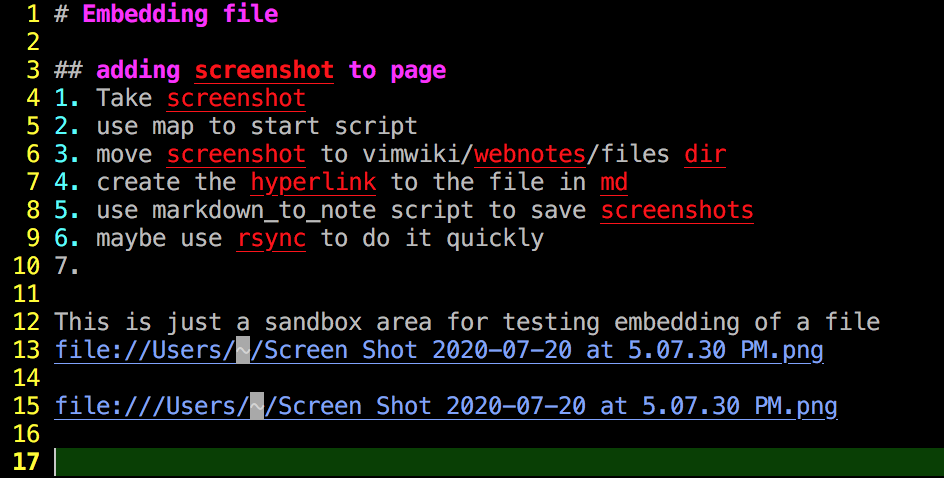 1 # Embedding file
2
3 ## adding screenshot to page
4 1. Take screenshot
5 2. use map to start script
6 3. move screenshot to vimwiki/webnotes/files dir
7 4. create the hyperlink to the file in md
8 5. use markdown_to_note script to save screenshots
9 6. maybe use rsync to do it quickly
10 7.
11
12 This is just a sandbox area for testing embedding of a file
13 file://Users/~/Screen Shot 2020-07-20 at 5.07.30 PM.png
14
15 file:///Users/~/Screen Shot 2020-07-20 at 5.07.30 PM.png
16
17